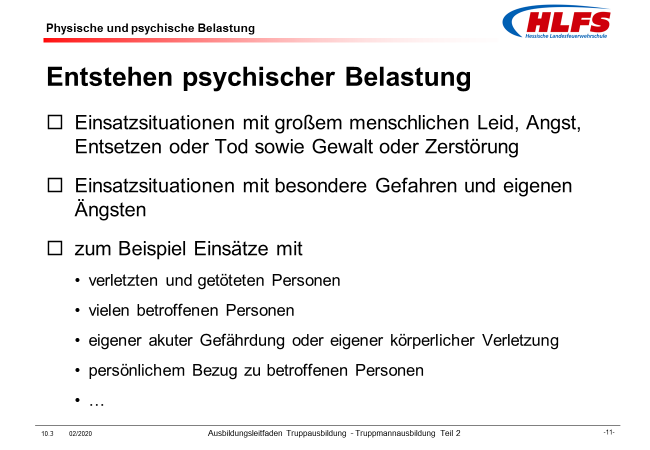 Physische und psychische Belastung
HLFS
Hessische Landesfeuerwehrschule
Entstehen psychischer Belastung
Einsatzsituationen mit großem menschlichen Leid, Angst,
Entsetzen oder Tod sowie Gewalt oder Zerstörung
Einsatzsituationen mit besondere Gefahren und eigenen
Ängsten
zum Beispiel Einsätze mit
• verletzten und getöteten Personen
• vielen betroffenen Personen
• eigener akuter Gefährdung oder eigener körperlicher Verletzung
• persönlichem Bezug zu betroffenen Personen
• …
10.3 02/2020 Ausbildungsleitfaden Truppausbildung - Truppmannausbildung Teil 2 -11-